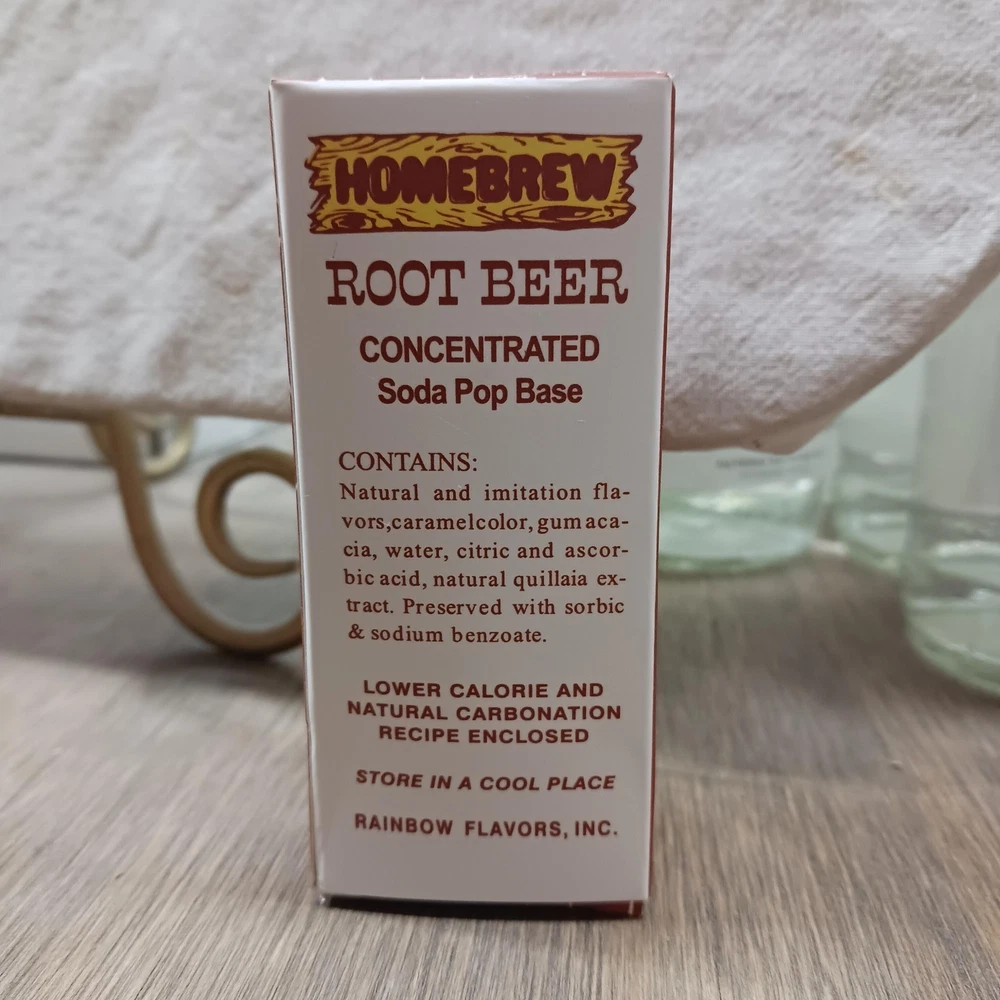 HOMEBREW
ROOT BEER
CONCENTRATED
Soda Pop Base
CONTAINS:
Natural and imitation fla-
vors,caramelcolor, gumaca-
cia, water, citric and ascor-
bic acid, natural quillaia ex-
tract. Preserved with sorbic
& sodium benzoate.
LOWER CALORIE AND
NATURAL CARBONATION
RECIPE ENCLOSED
STORE IN A COOL PLACE
RAINBOW FLAVORS, INC.